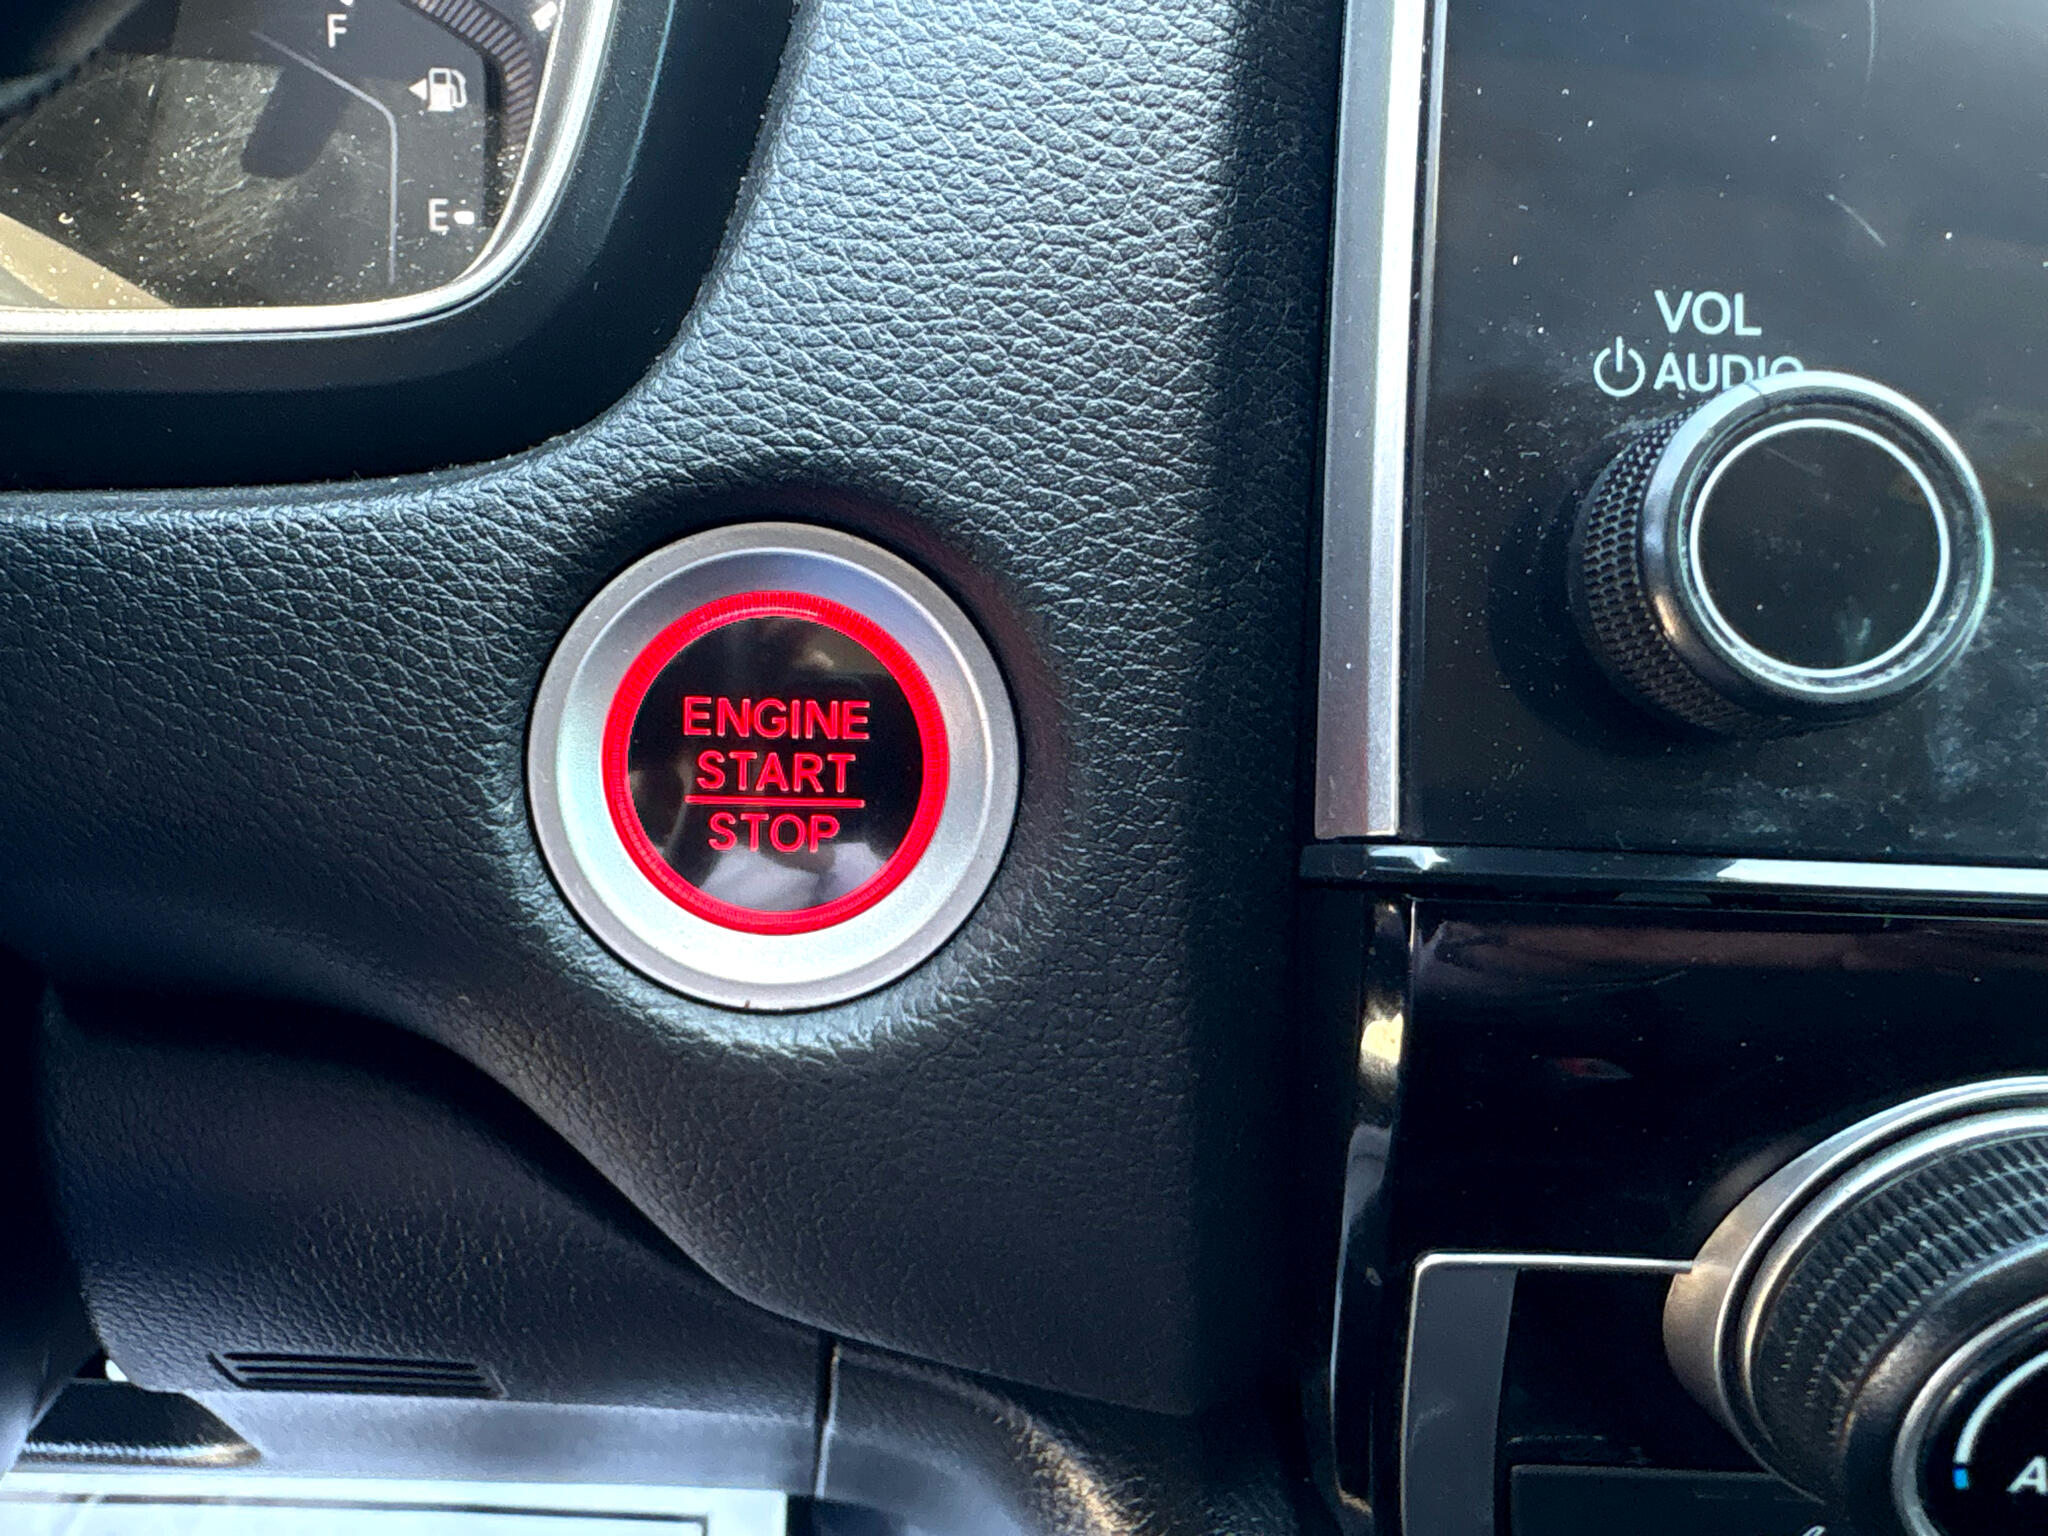 F
E
VOL
AUDIO
ENGINE
START
STOP